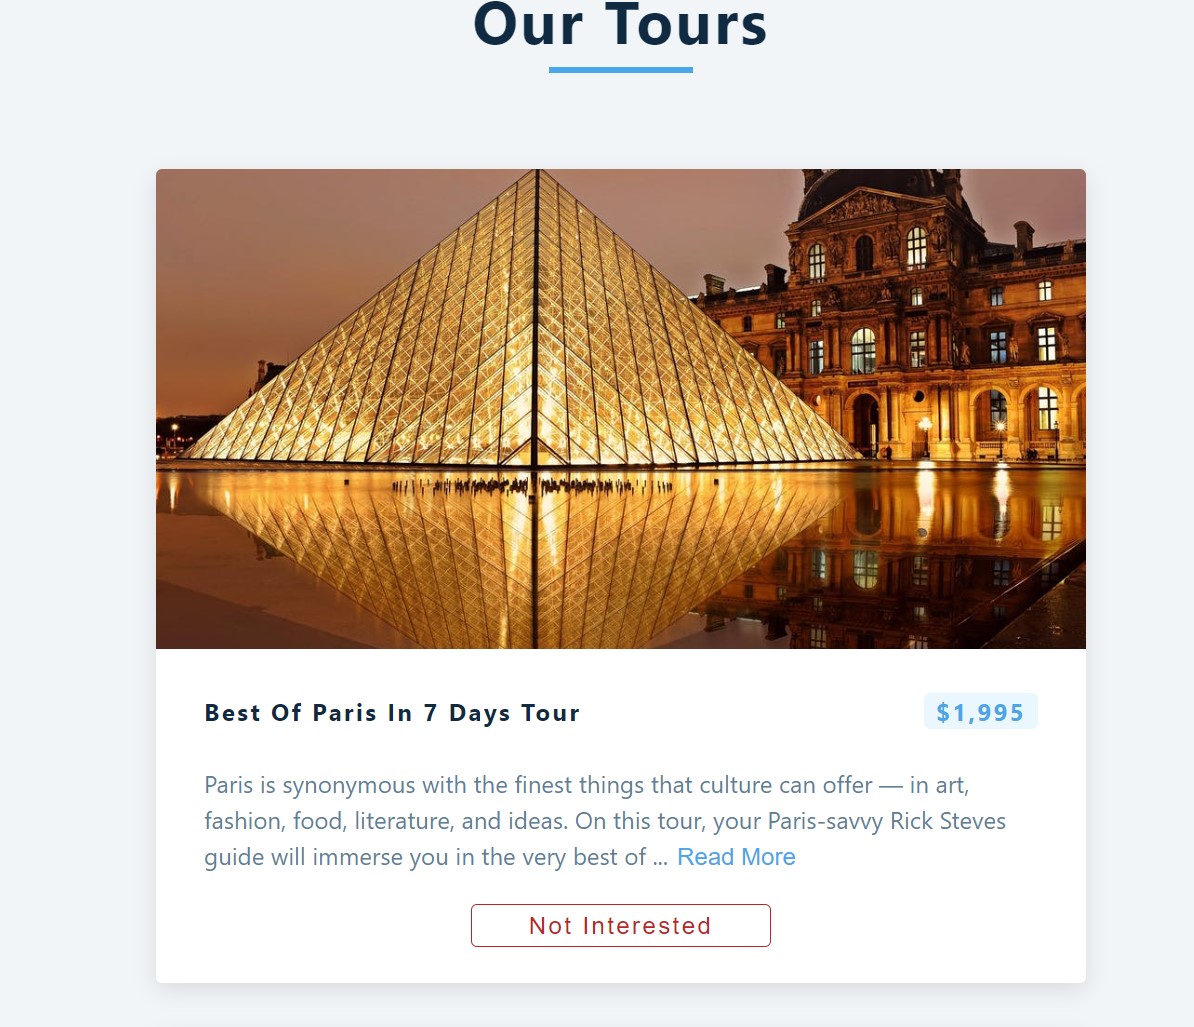 Our Tours
Best Of Paris In 7 Days Tour
$1,995
Paris is synonymous with the finest things that culture can offer — in art,
fashion, food, literature, and ideas. On this tour, your Paris-savvy Rick Steves
guide will immerse you in the very best of ... Read More
Not Interested